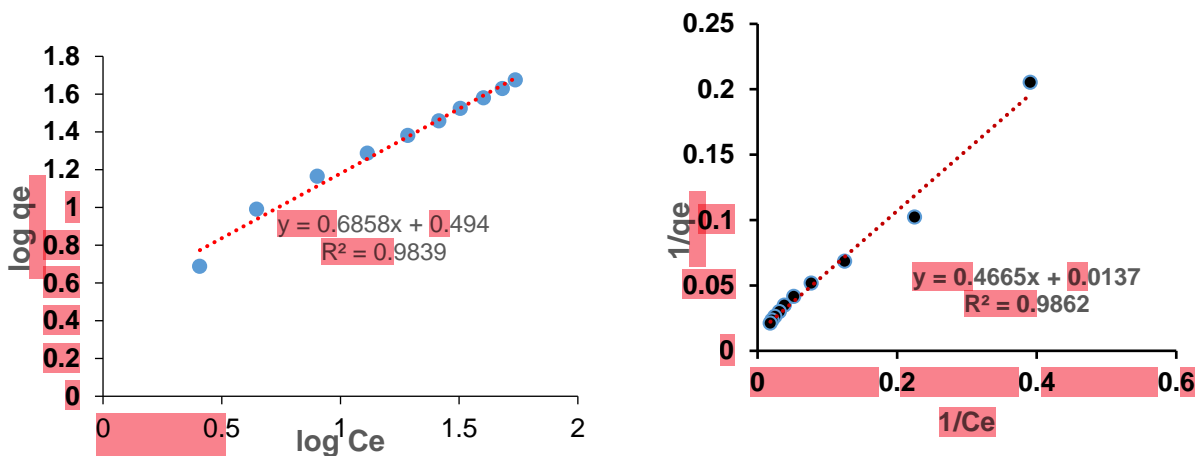 1.8
1.6
1.4
1.2
1
0.8
0.6
0.4
0.2
0
log qe
y = 0.6858x + 0.494
R² = 0.9839
0 0.5 1 1.5 2
log Ce
0.25
0.2
0.15
0.1
0.05
0
1/qe
y = 0.4665x + 0.0137
R² = 0.9862
0 0.2 0.4 0.6
1/Ce